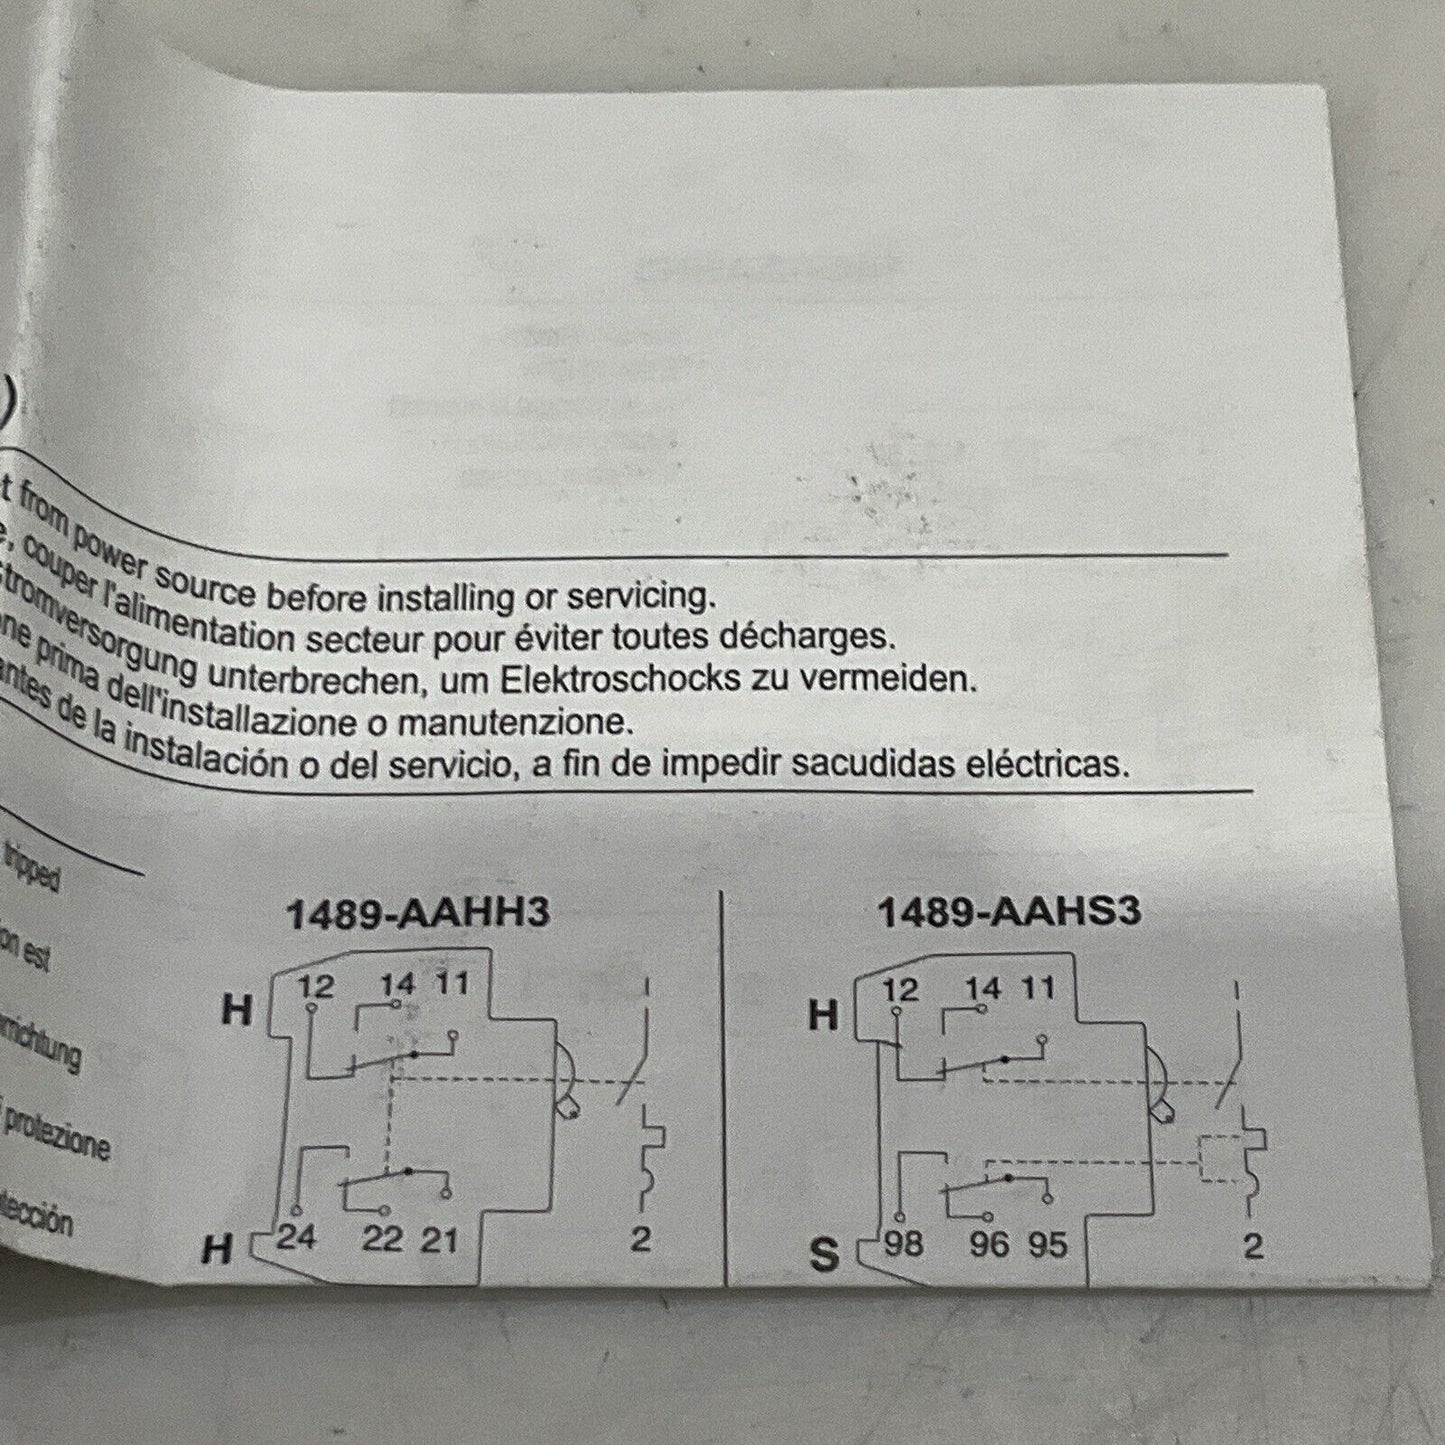 )
t from power source before installing or servicing.
e, couper l'alimentation secteur pour éviter toutes décharges.
Stromversorgung unterbrechen, um Elektroschocks zu vermeiden.
ne prima dell'installazione o manutenzione.
antes de la instalación o del servicio, a fin de impedir sacudidas eléctricas.
tripped
on est
rrichtung
i protezione
tección
1489-AAHH3
H 12 14 11 I
H 24 22 21 2
1489-AAHS3
H 12 14 11 I
S 98 96 95 2